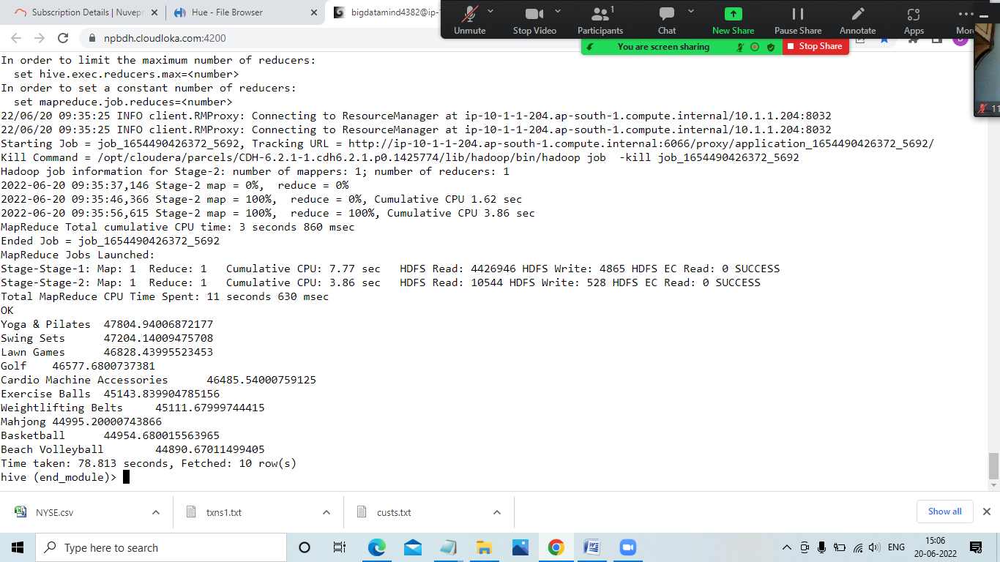 Subscription Details | Nuvepr
Hue - File Browser
bigdatamind4382@ip-
Unmute
Stop Video
1
Participants
Chat
New Share
Pause Share
Annotate
Apps
More
npbdh.cloudloka.com:4200
You are screen sharing
Stop Share
In order to limit the maximum number of reducers:
  set hive.exec.reducers.max=<number>
In order to set a constant number of reducers:
  set mapreduce.job.reduces=<number>
22/06/20 09:35:25 INFO client.RMProxy: Connecting to ResourceManager at ip-10-1-1-204.ap-south-1.compute.internal/10.1.1.204:8032
22/06/20 09:35:25 INFO client.RMProxy: Connecting to ResourceManager at ip-10-1-1-204.ap-south-1.compute.internal/10.1.1.204:8032
Starting Job = job_1654490426372_5692, Tracking URL = http://ip-10-1-1-204.ap-south-1.compute.internal:6066/proxy/application_1654490426372_5692/
Kill Command = /opt/cloudera/parcels/CDH-6.2.1-1.cdh6.2.1.p0.1425774/lib/hadoop/bin/hadoop job  -kill job_1654490426372_5692
Hadoop job information for Stage-2: number of mappers: 1; number of reducers: 1
2022-06-20 09:35:37,146 Stage-2 map = 0%,  reduce = 0%
2022-06-20 09:35:46,366 Stage-2 map = 100%,  reduce = 0%, Cumulative CPU 1.62 sec
2022-06-20 09:35:56,615 Stage-2 map = 100%,  reduce = 100%, Cumulative CPU 3.86 sec
MapReduce Total cumulative CPU time: 3 seconds 860 msec
Ended Job = job_1654490426372_5692
MapReduce Jobs Launched:
Stage-Stage-1: Map: 1  Reduce: 1   Cumulative CPU: 7.77 sec   HDFS Read: 4426946 HDFS Write: 4865 HDFS EC Read: 0 SUCCESS
Stage-Stage-2: Map: 1  Reduce: 1   Cumulative CPU: 3.86 sec   HDFS Read: 10544 HDFS Write: 528 HDFS EC Read: 0 SUCCESS
Total MapReduce CPU Time Spent: 11 seconds 630 msec
OK
Yoga & Pilates  47804.94006872177
Swing Sets      47204.14009475708
Lawn Games      46828.43995523453
Golf    46577.6800737381
Cardio Machine Accessories      46485.54000759125
Exercise Balls  45143.839904785156
Weightlifting Belts     45111.67999744415
Mahjong 44995.20000743866
Basketball      44954.680015563965
Beach Volleyball        44890.67011499405
Time taken: 78.813 seconds, Fetched: 10 row(s)
hive (end_module)>
NYSE.csv
txns1.txt
custs.txt
Show all
Type here to search
ENG
15:06
20-06-2022